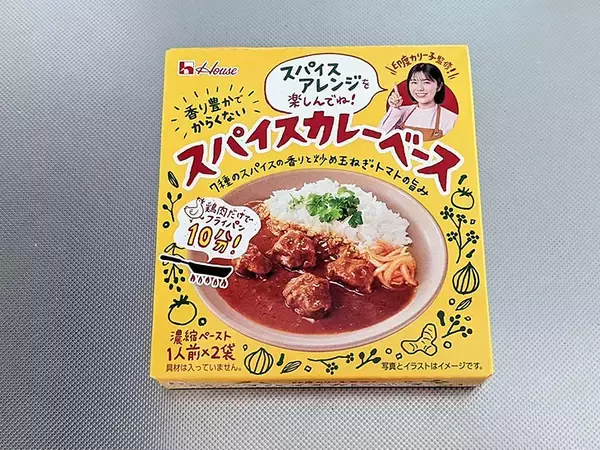 House
スパイス
アレンジを
楽しんでね!
印度カリー子監修!
香り豊かで
からくない
スパイスカレーベース
7種のスパイスの香りと炒め玉ねぎ・トマトの旨み
鶏肉だけで
フライパン
10分!
濃縮ペースト
1人前×2袋
具材は入っていません。
写真とイラストはイメージです。